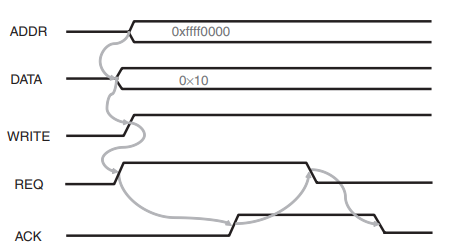 ADDR 0xffff0000
DATA 0×10
WRITE
REQ
ACK